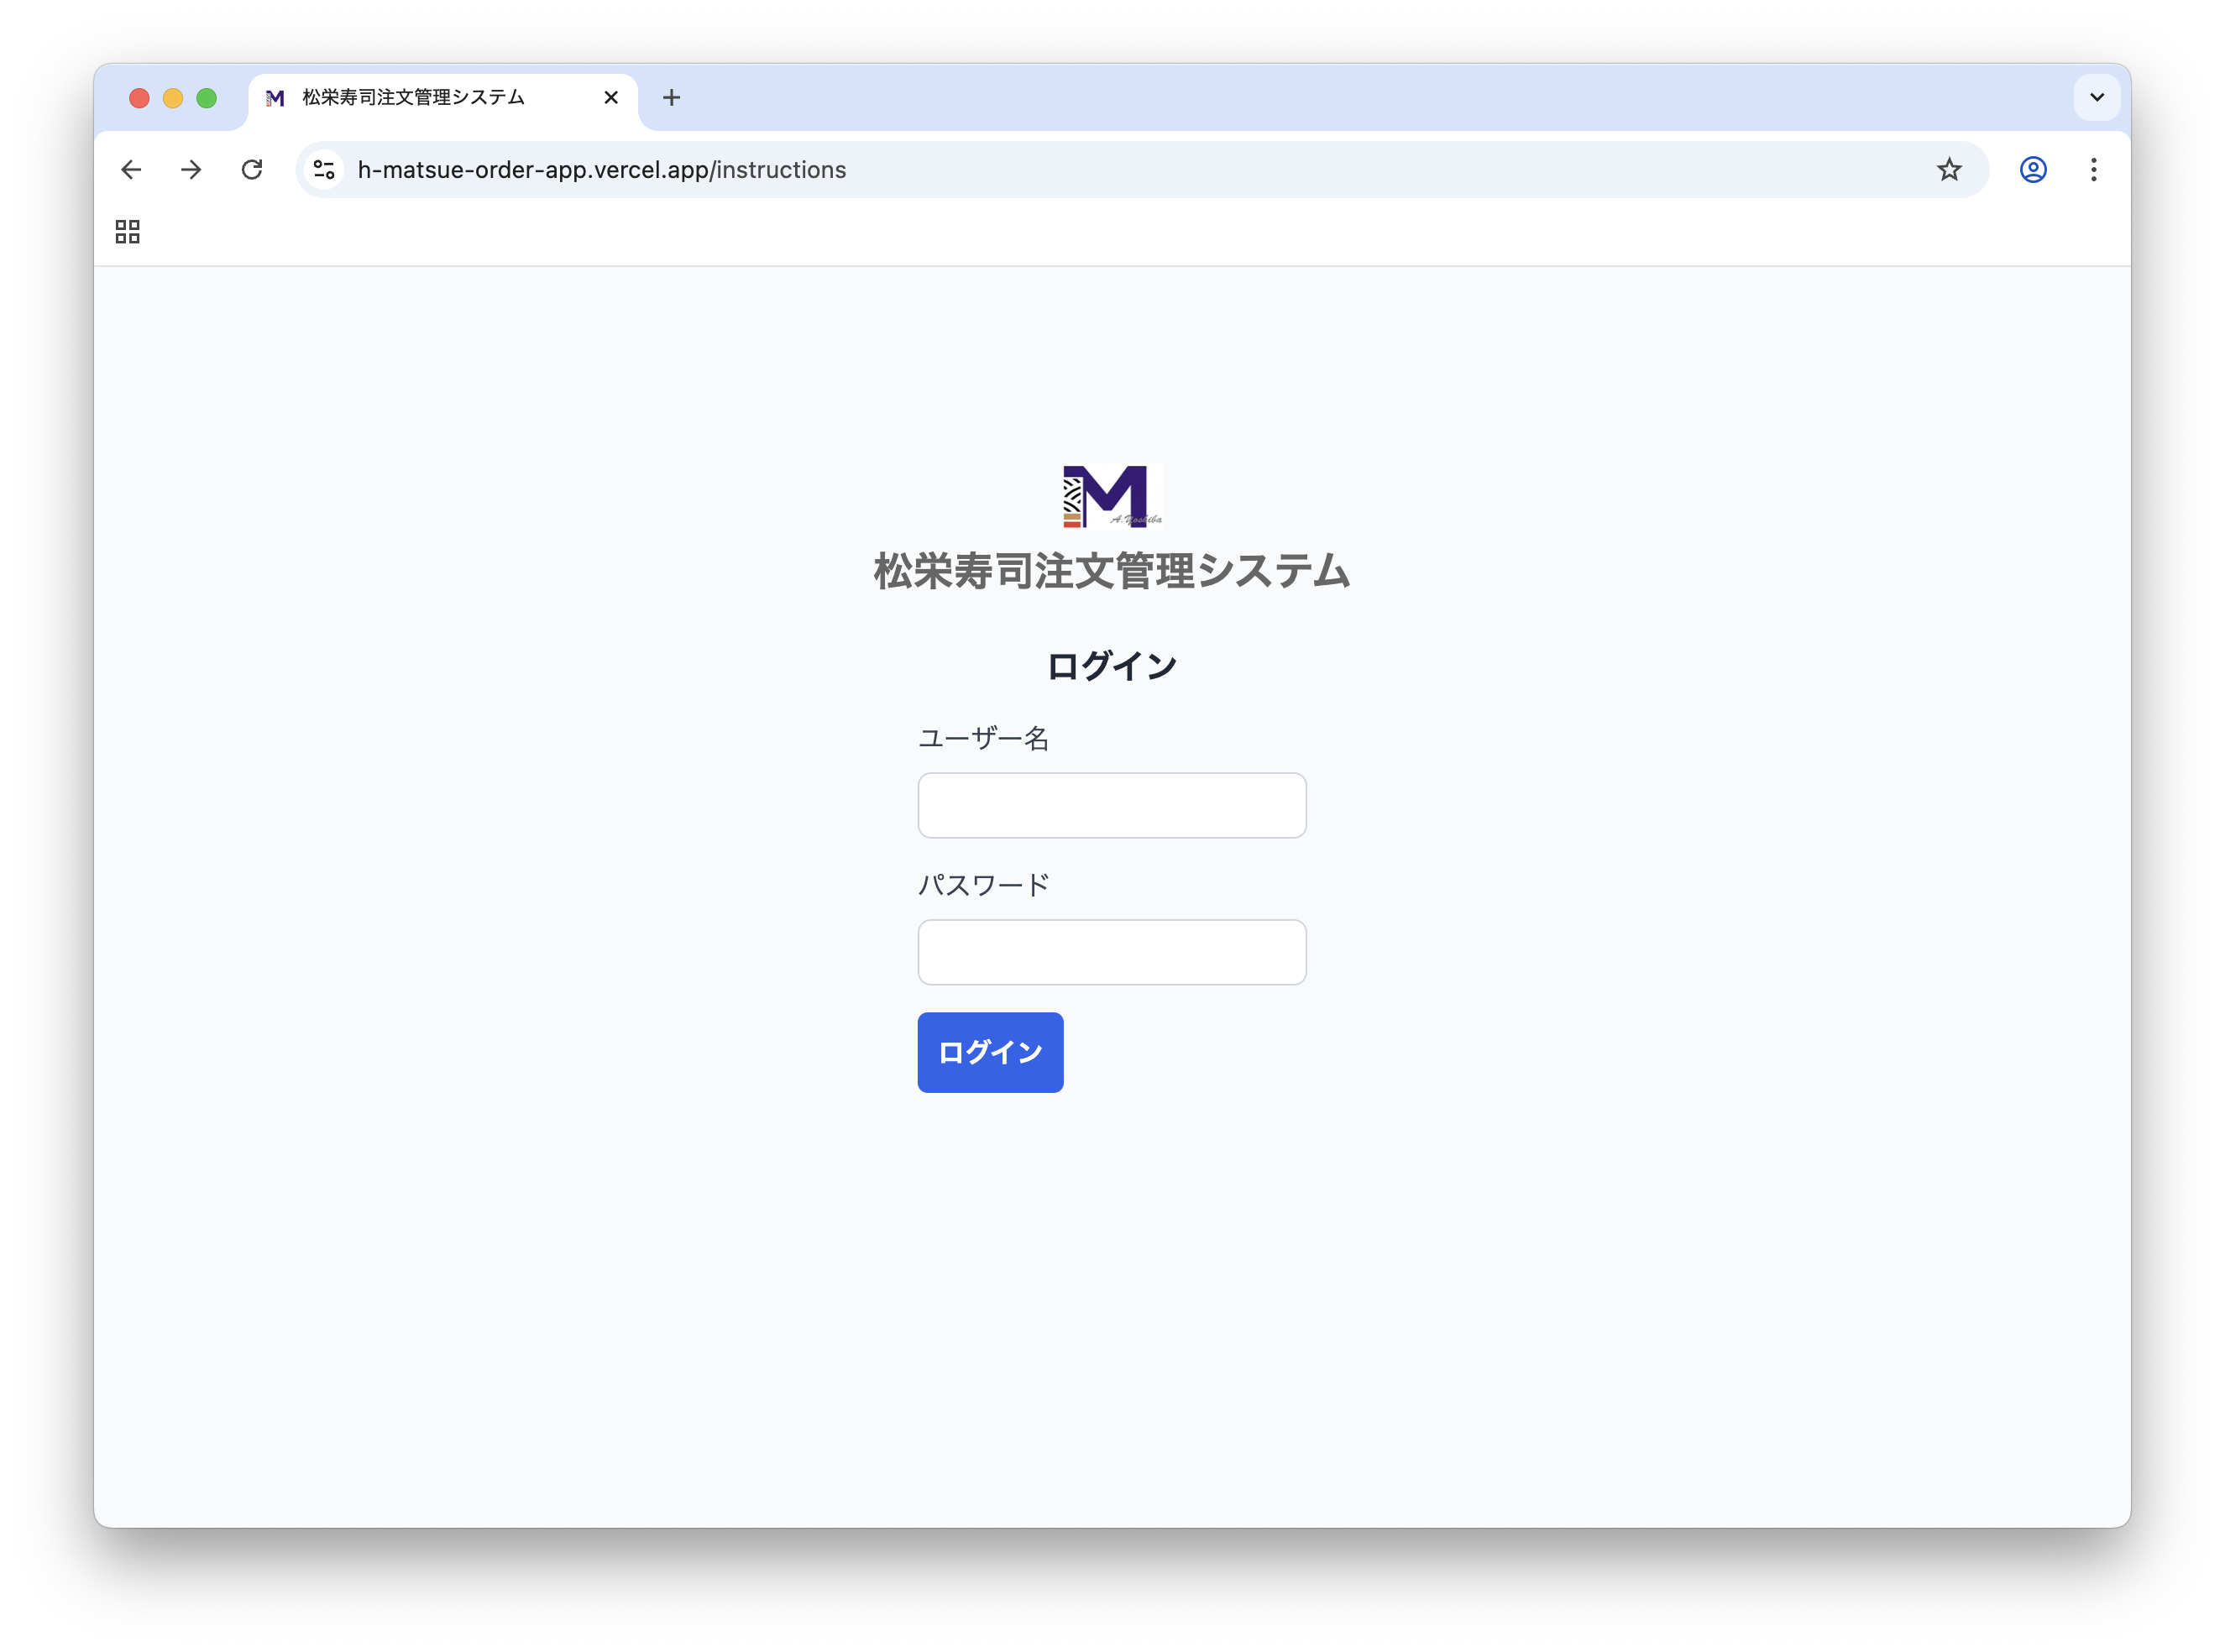 松栄寿司注文管理システム
h-matsue-order-app.vercel.app/instructions
M
A.Yoshiba
松栄寿司注文管理システム
ログイン
ユーザー名
パスワード
ログイン